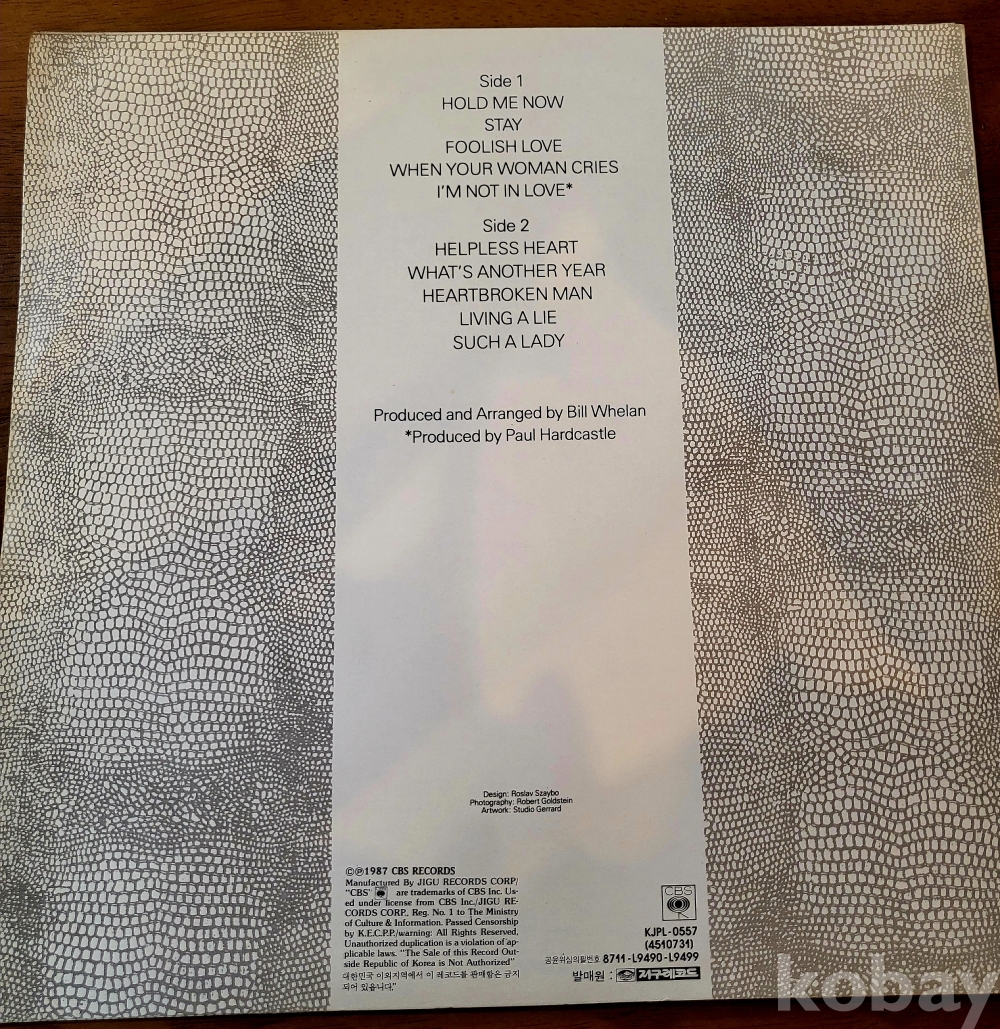 Side 1
HOLD ME NOW
STAY
FOOLISH LOVE
WHEN YOUR WOMAN CRIES
I'M NOT IN LOVE*
Side 2
HELPLESS HEART
WHAT'S ANOTHER YEAR
HEARTBROKEN MAN
LIVING A LIE
SUCH A LADY
Produced and Arranged by Bill Whelan
*Produced by Paul Hardcastle
Design: Roslav Szaybo
Photography: Robert Goldstein
Artwork: Studio Gerrard
©℗1987 CBS RECORDS
Manufactured By JIGU RECORDS CORP/
"CBS" are trademarks of CBS Inc. Us-
ed under license from CBS Inc./JIGU RE-
CORDS CORP., Reg. No. 1 to The Ministry
of Culture & Information. Passed Censorship
by K.E.C.P.P./warning: All Rights Reserved,
Unauthorized duplication is a violation of ap-
plicable laws. "The Sale of this Record Out-
side Republic of Korea is Not Authorized"
대한민국 이외지역에서 이 레코드를 판매함은 금지
되어 있읍니다."
CBS
KJPL-0557
(4510731)
공윤위심의필번호 8711-L9490-L9499
발매원 : 지구레코드
kobay